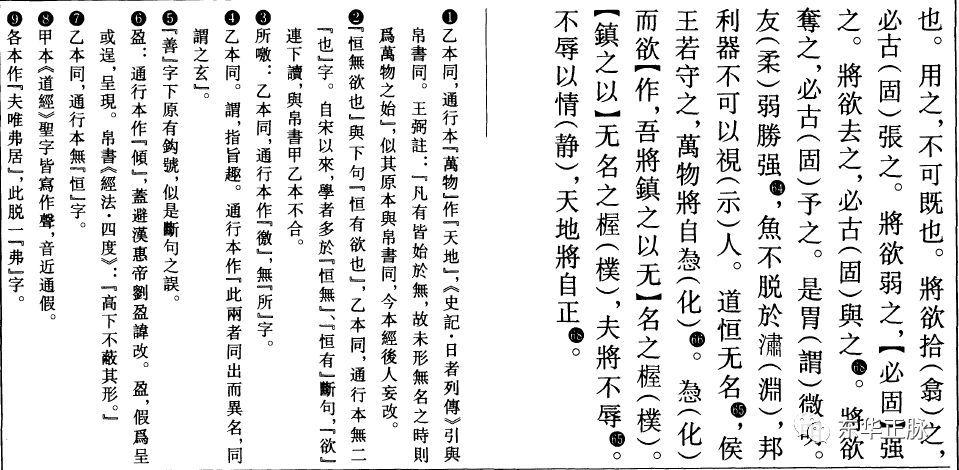 也。用之，不可既也。將欲拾（翕）之，
必古（固）張之。將欲弱之，【必固】强
之。將欲去之，必古（固）與之㊿。將欲
奪之，必古（固）予之。是胃（謂）微明。
友（柔）弱勝强，魚不脱於潚（淵），邦
利器不可以視（示）人。道恒无名，侯
王若守之，萬物將自㥬（化）。㥬（化）
而欲【作，吾將鎮之以无】名之楃（樸）。
【鎮之以】无名之楃（樸），夫將不辱。
不辱以情（静），天地將自正。
❶乙本同，通行本『萬物』作『天地』，《史記·日者列傳》引與
帛書同。王弼註：『凡有皆始於無，故未形無名之時則
爲萬物之始』，似其原本與帛書同，今本經後人妄改。
❷『恒無欲也』與下句『恒有欲也』，乙本同，通行本無二
『也』字。自宋以來，學者多於『恒無』、『恒有』斷句，『欲』
連下讀，與帛書甲乙本不合。
❸所噭：乙本同，通行本作『徼』，無『所』字。
❹乙本同。謂，指旨趣。通行本作『此兩者同出而異名，同
謂之玄』。
❺『善』字下原有鈎號，似是斷句之誤。
❻盈：通行本作『傾』，蓋避漢惠帝劉盈諱改。盈，假爲呈
或逞，呈現。帛書《經法·四度》：『高下不蔽其形。』
❼乙本同，通行本無『恒』字。
❽甲本《道經》聖字皆寫作聲，音近通假。
❾各本作『夫唯弗居』，此脱一『弗』字。
东华正脉